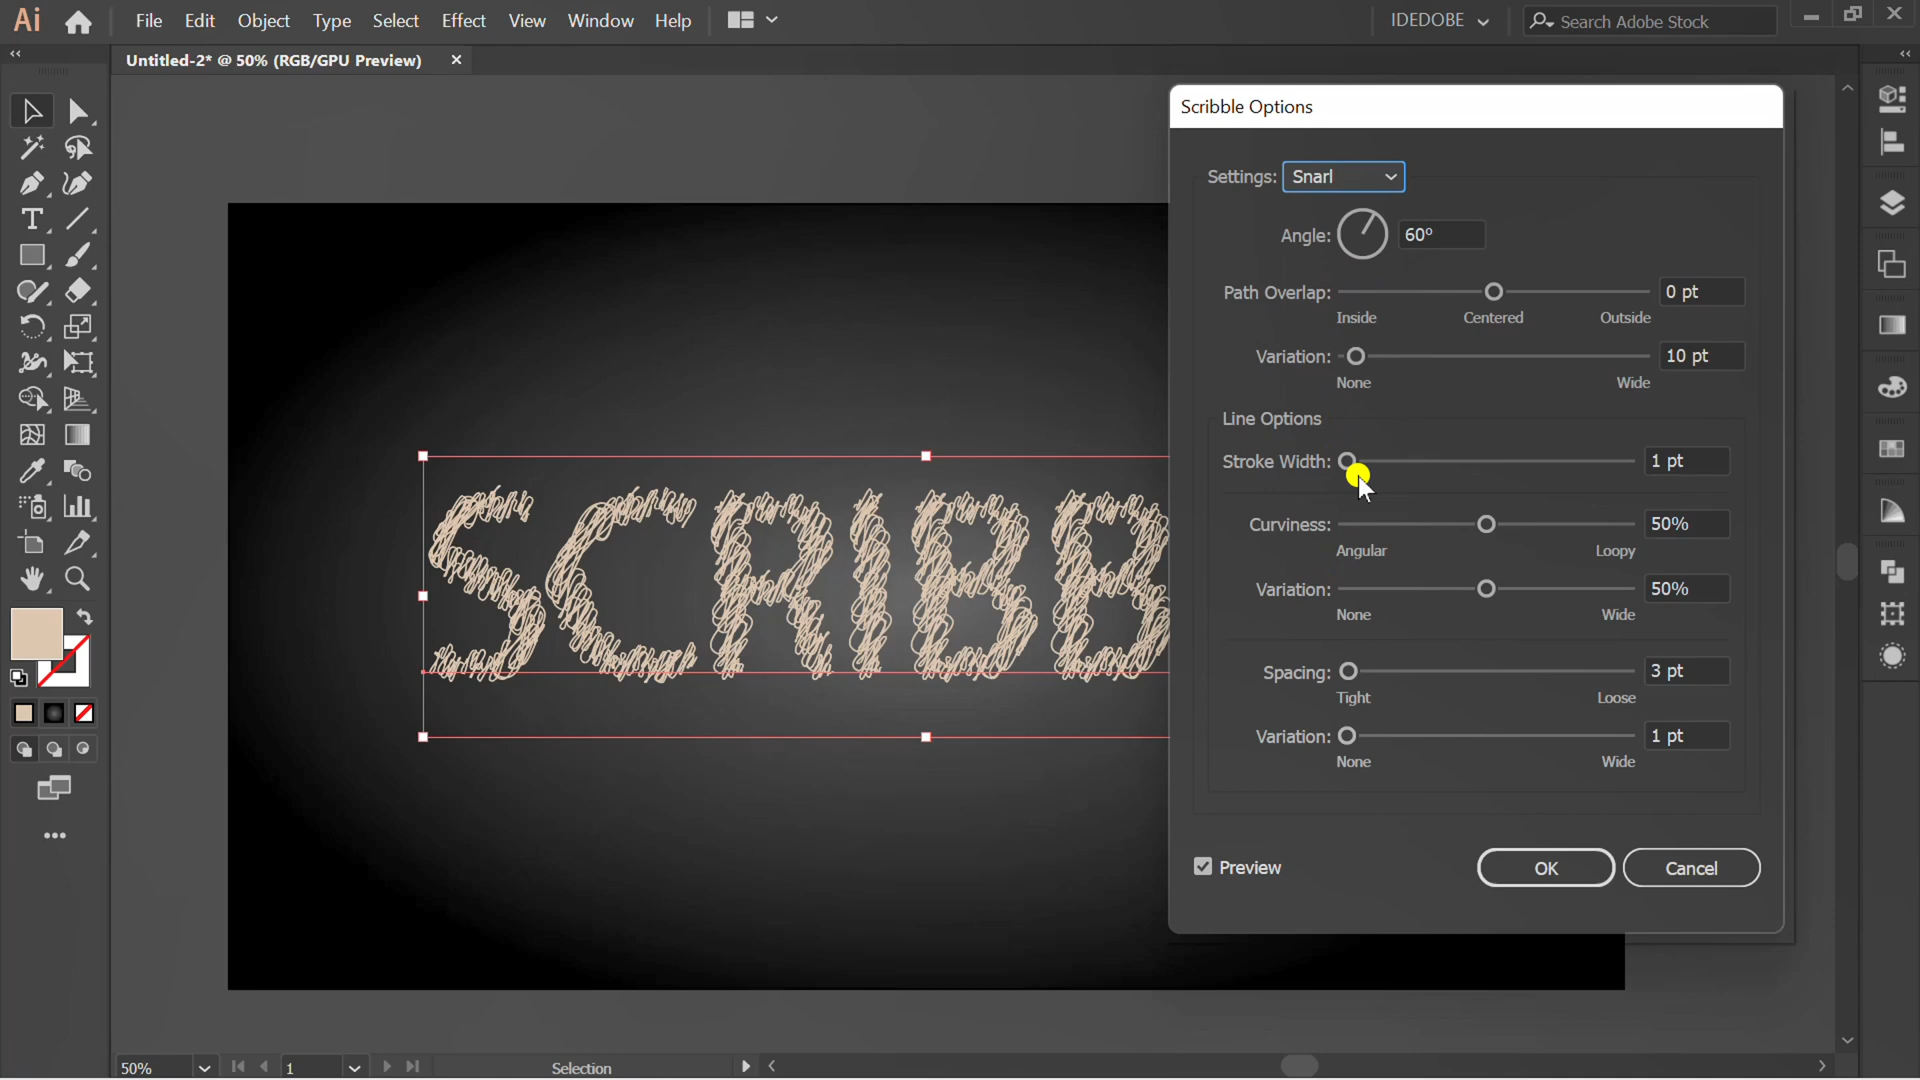 Ai File Edit Object Type Select Effect View Window Help IDEDOBE Search Adobe Stock
Untitled-2* @ 50% (RGB/GPU Preview)
Scribble Options
Settings: Snarl
Angle: 60°
Path Overlap: 0 pt
Inside Centered Outside
Variation: 10 pt
None Wide
Line Options
Stroke Width: 1 pt
SCRIBB
Curviness: 50%
Angular Loopy
Variation: 50%
None Wide
Spacing: 3 pt
Tight Loose
Variation: 1 pt
None Wide
Preview OK Cancel
50% 1 Selection